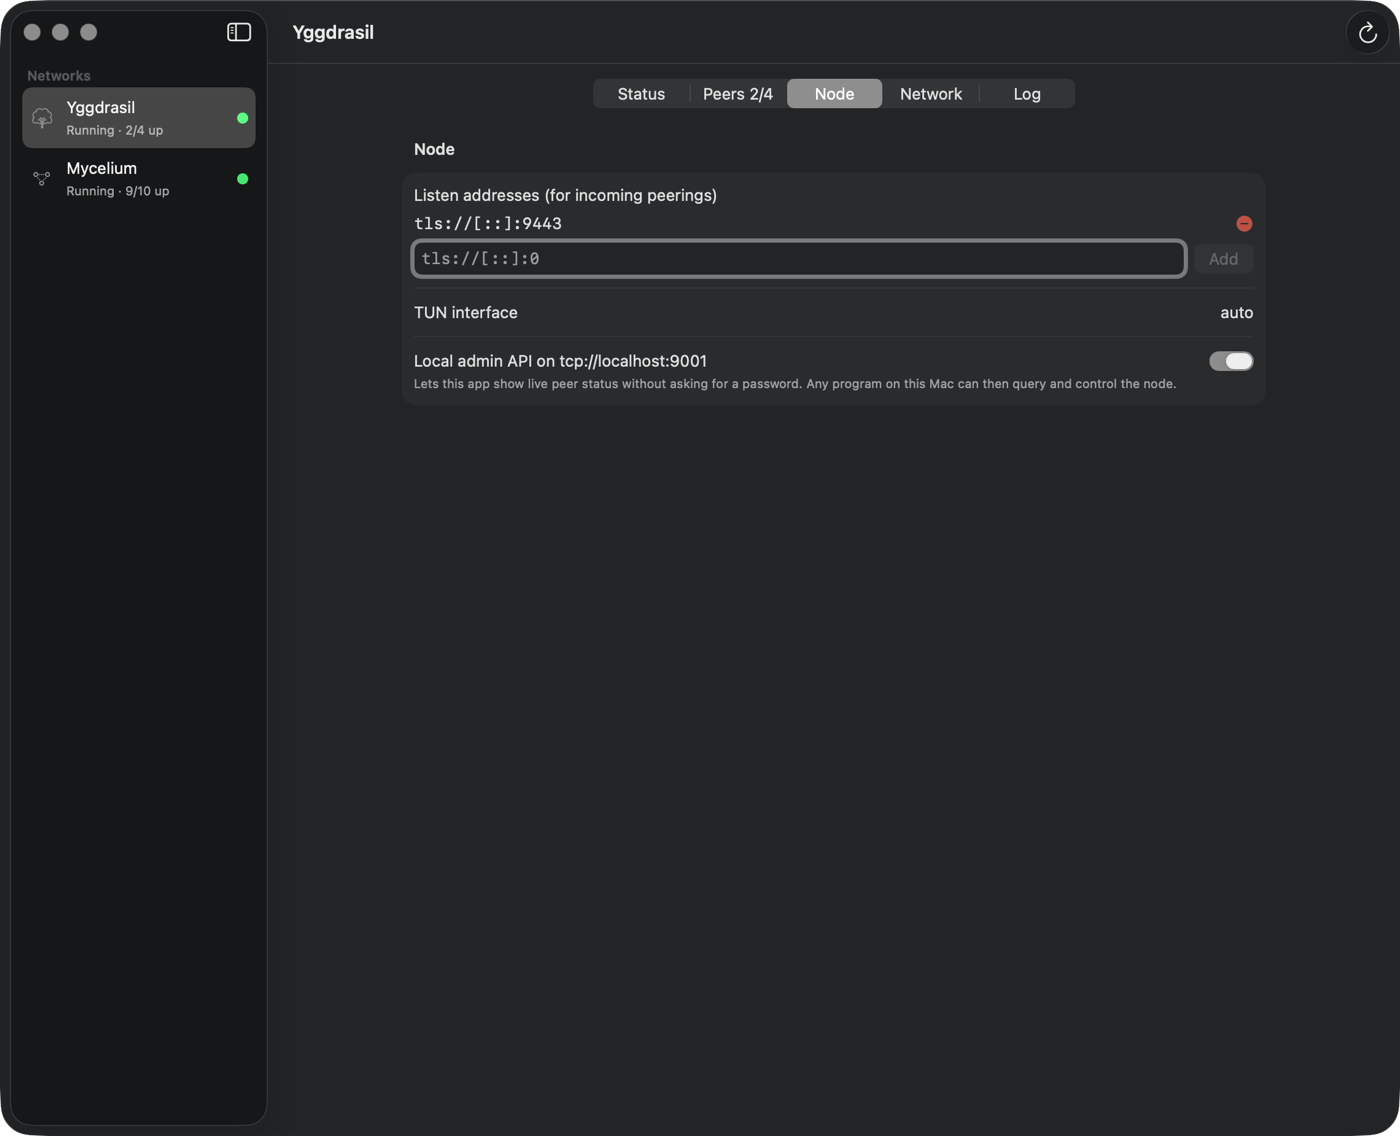 Yggdrasil
Networks
Yggdrasil
Running · 2/4 up
Mycelium
Running · 9/10 up
Status
Peers 2/4
Node
Network
Log
Node
Listen addresses (for incoming peerings)
tls://[::]:9443
tls://[::]:0
Add
TUN interface
auto
Local admin API on tcp://localhost:9001
Lets this app show live peer status without asking for a password. Any program on this Mac can then query and control the node.